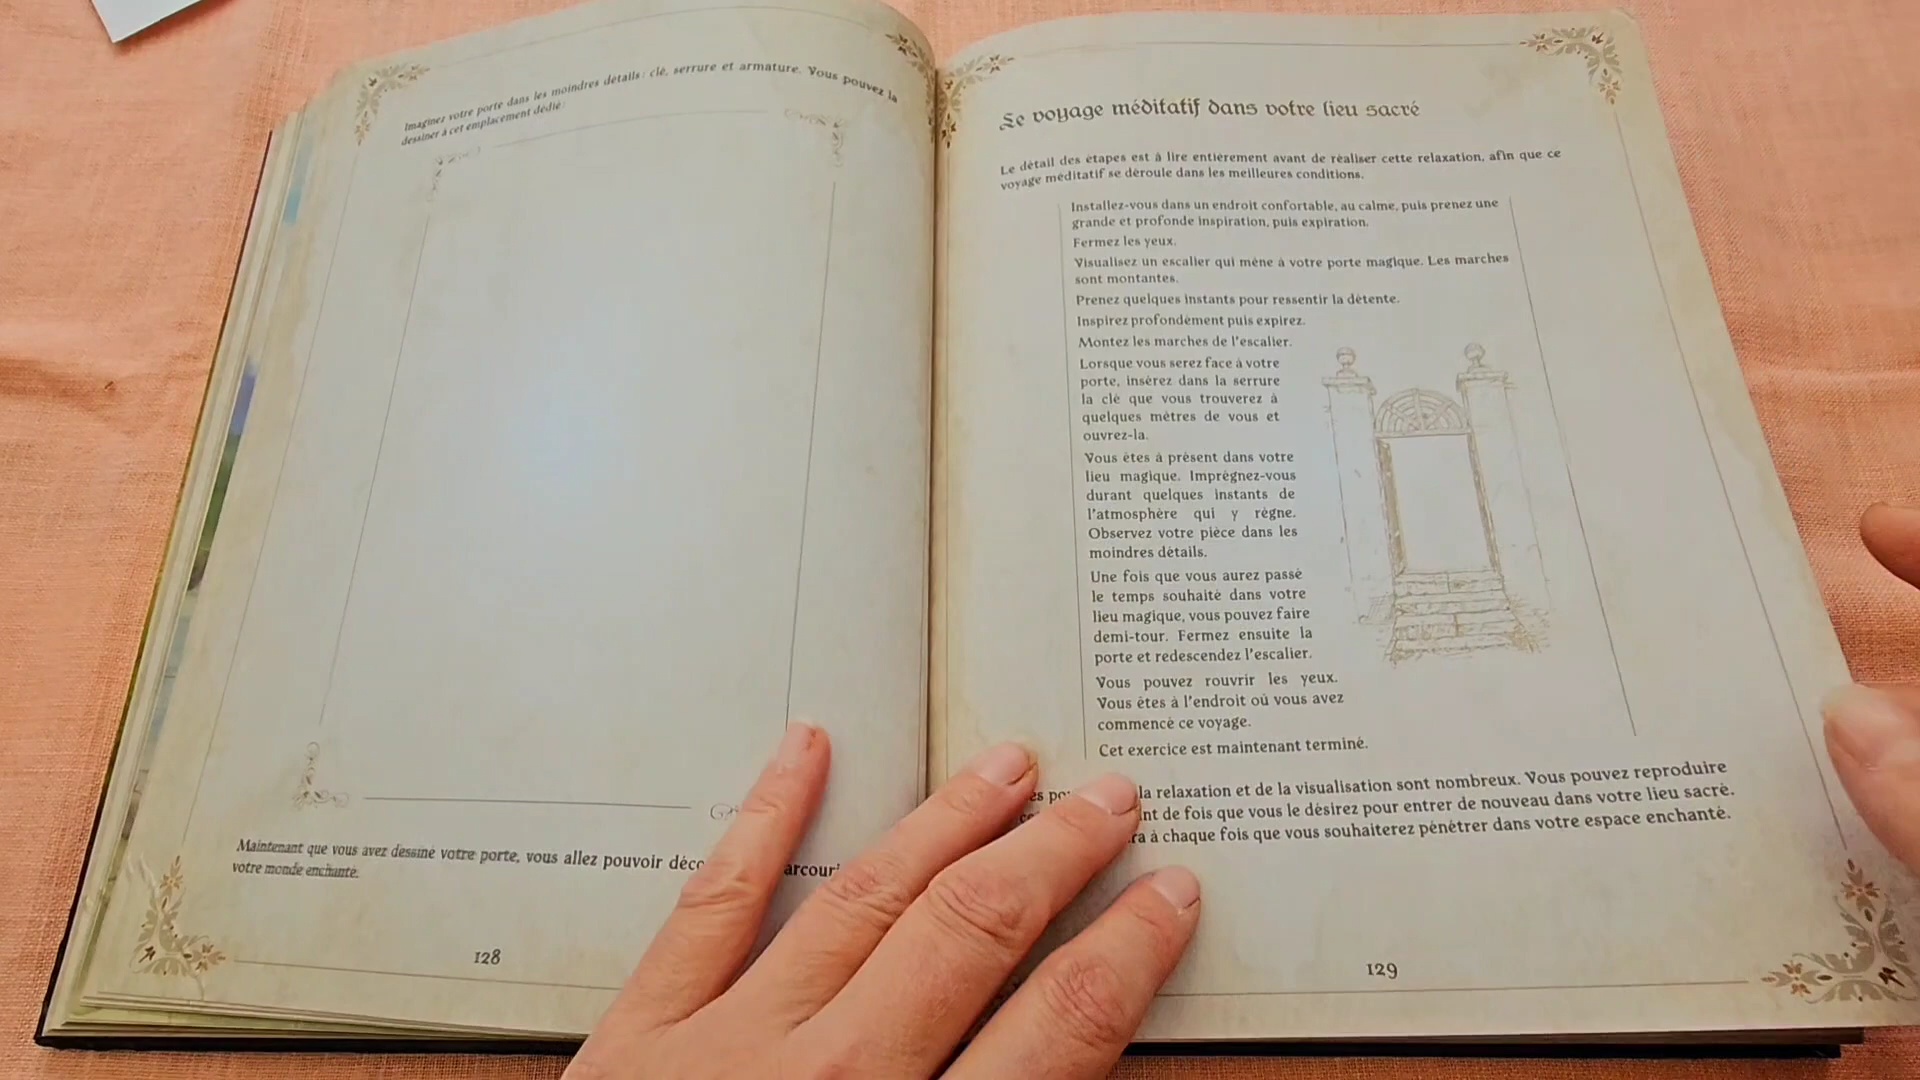 Imaginez votre porte dans les moindres détails : clé, serrure et armature. Vous pouvez la
dessiner à cet emplacement dédié.
Maintenant que vous avez dessiné votre porte, vous allez pouvoir
votre monde enchanté.
128
Le voyage méditatif dans votre lieu sacré
Le détail des étapes est à lire entièrement avant de réaliser cette relaxation, afin que ce
voyage méditatif se déroule dans les meilleures conditions.
Installez-vous dans un endroit confortable, au calme, puis prenez une
grande et profonde inspiration, puis expiration.
Fermez les yeux.
Visualisez un escalier qui mène à votre porte magique. Les marches
sont montantes.
Prenez quelques instants pour ressentir la détente.
Inspirez profondément puis expirez.
Montez les marches de l'escalier.
Lorsque vous serez face à votre
porte, insérez dans la serrure
la clé que vous trouverez à
quelques mètres de vous et
ouvrez-la.
Vous êtes à présent dans votre
lieu magique. Imprégnez-vous
durant quelques instants de
l'atmosphère qui y règne.
Observez votre pièce dans les
moindres détails.
Une fois que vous aurez passé
le temps souhaité dans votre
lieu magique, vous pouvez faire
demi-tour. Fermez ensuite la
porte et redescendez l'escalier.
Vous pouvez rouvrir les yeux.
Vous êtes à l'endroit où vous avez
commencé ce voyage.
Cet exercice est maintenant terminé.
la relaxation et de la visualisation sont nombreux. Vous pouvez reproduire
de fois que vous le désirez pour entrer de nouveau dans votre lieu sacré.
à chaque fois que vous souhaiterez pénétrer dans votre espace enchanté.
129